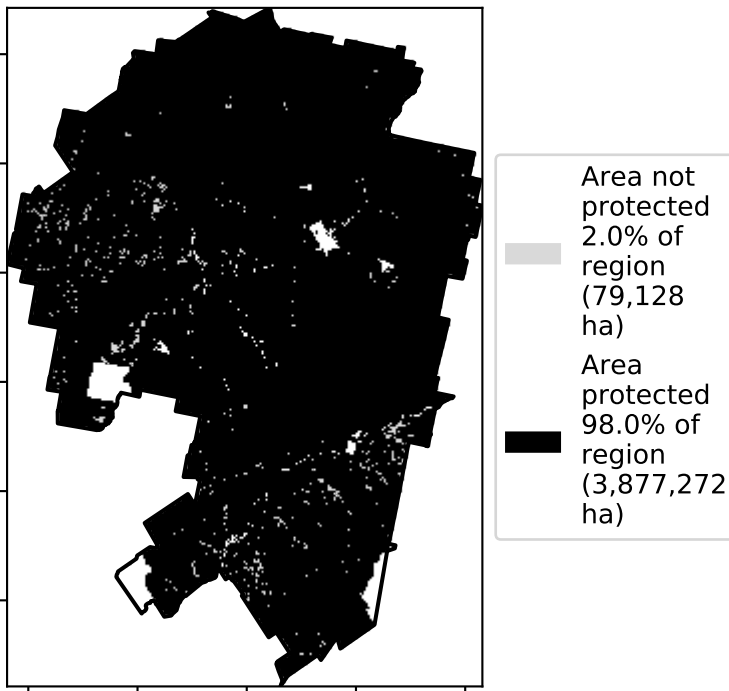 Area not
protected
2.0% of
region
(79,128
ha)
Area
protected
98.0% of
region
(3,877,272
ha)